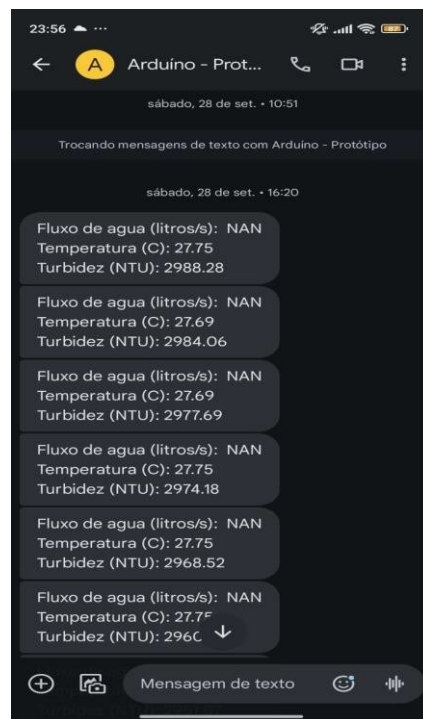 23:56
A Arduíno - Prot...
sábado, 28 de set. • 10:51
Trocando mensagens de texto com Arduíno - Protótipo
sábado, 28 de set. • 16:20
Fluxo de agua (litros/s): NAN
Temperatura (C): 27.75
Turbidez (NTU): 2988.28
Fluxo de agua (litros/s): NAN
Temperatura (C): 27.69
Turbidez (NTU): 2984.06
Fluxo de agua (litros/s): NAN
Temperatura (C): 27.69
Turbidez (NTU): 2977.69
Fluxo de agua (litros/s): NAN
Temperatura (C): 27.75
Turbidez (NTU): 2974.18
Fluxo de agua (litros/s): NAN
Temperatura (C): 27.75
Turbidez (NTU): 2968.52
Fluxo de agua (litros/s): NAN
Temperatura (C):
Turbidez (NTU):
Mensagem de texto